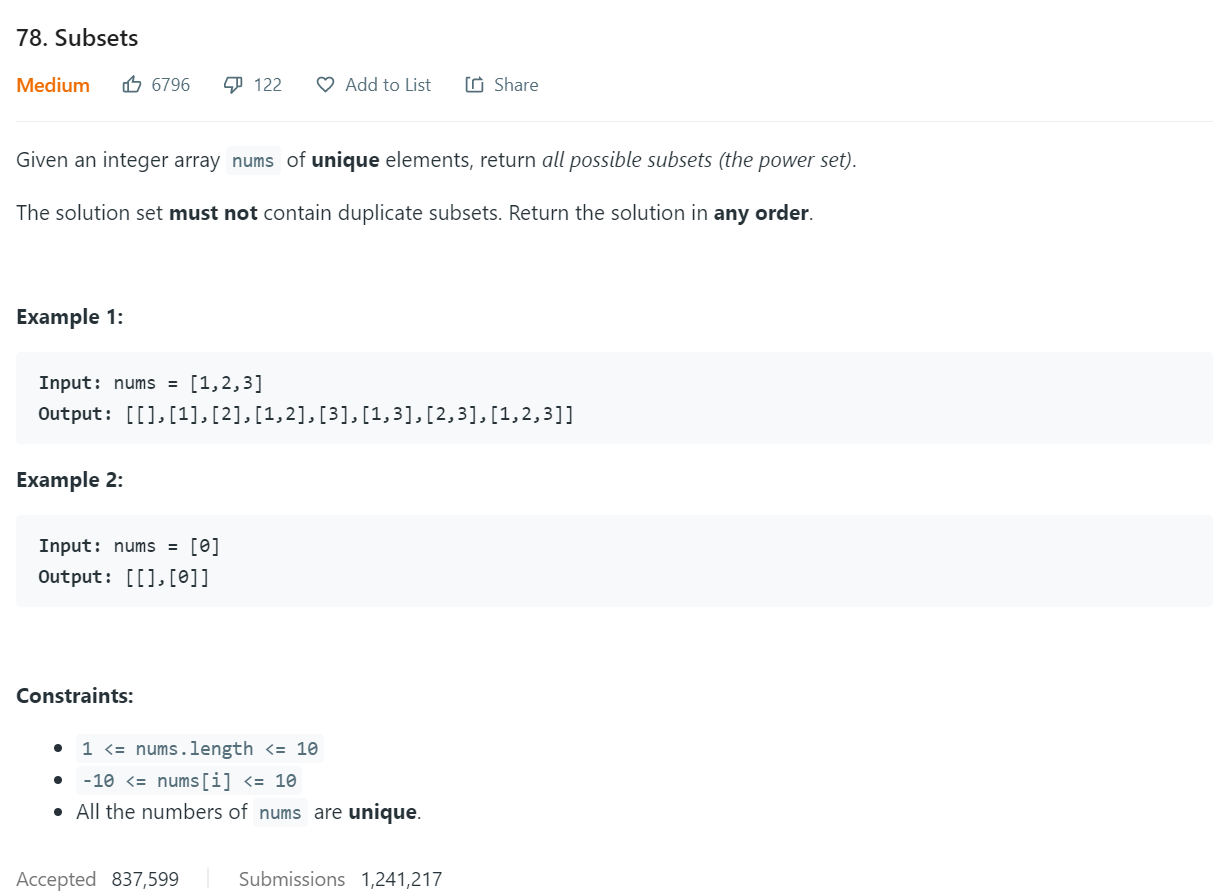 78. Subsets
Medium 6796 122 Add to List Share
Given an integer array nums of unique elements, return all possible subsets (the power set).
The solution set must not contain duplicate subsets. Return the solution in any order.
Example 1:
Input: nums = [1,2,3]
Output: [[],[1],[2],[1,2],[3],[1,3],[2,3],[1,2,3]]
Example 2:
Input: nums = [0]
Output: [[],[0]]
Constraints:
• 1 <= nums.length <= 10
• -10 <= nums[i] <= 10
• All the numbers of nums are unique.
Accepted 837,599 Submissions 1,241,217